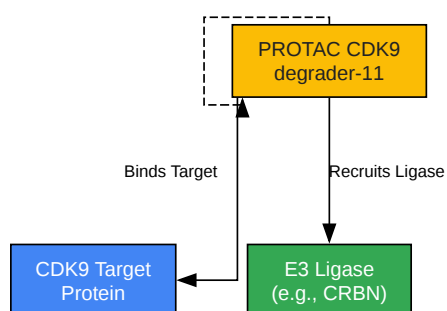 PROTAC CDK9
degrader-11
Binds Target
Recruits Ligase
CDK9 Target
Protein
E3 Ligase
(e.g., CRBN)